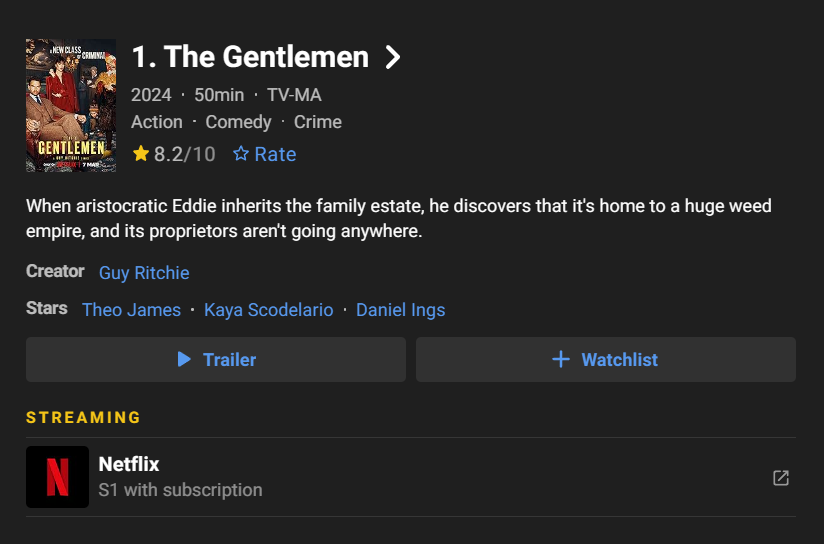 A NEW CLASS OF CRIMINAL
THE
GENTLEMEN
1. The Gentlemen
2024 · 50min · TV-MA
Action · Comedy · Crime
8.2/10 Rate
When aristocratic Eddie inherits the family estate, he discovers that it's home to a huge weed
empire, and its proprietors aren't going anywhere.
Creator Guy Ritchie
Stars Theo James · Kaya Scodelario · Daniel Ings
Trailer
Watchlist
STREAMING
N
Netflix
S1 with subscription